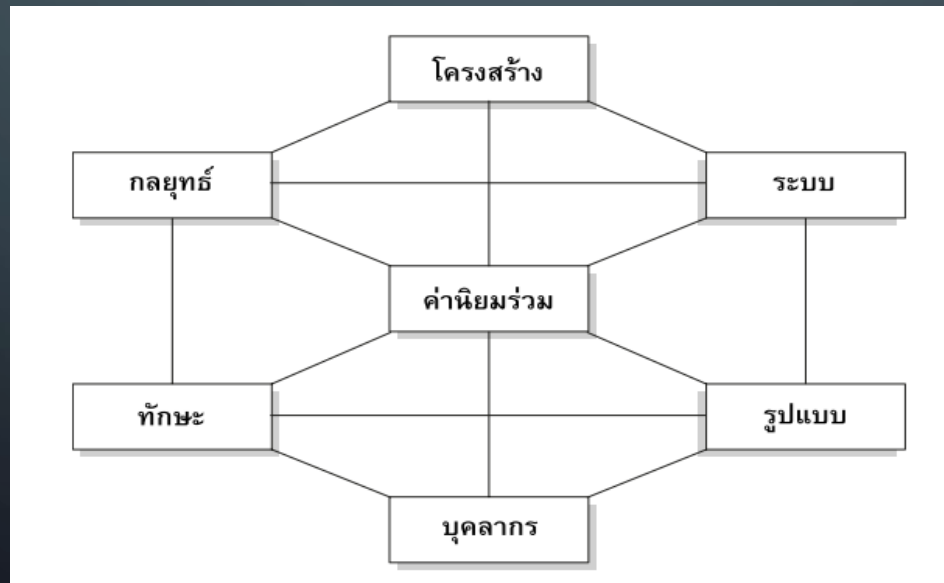 โครงสร้าง
กลยุทธ์
ระบบ
ค่านิยมร่วม
ทักษะ
รูปแบบ
บุคลากร